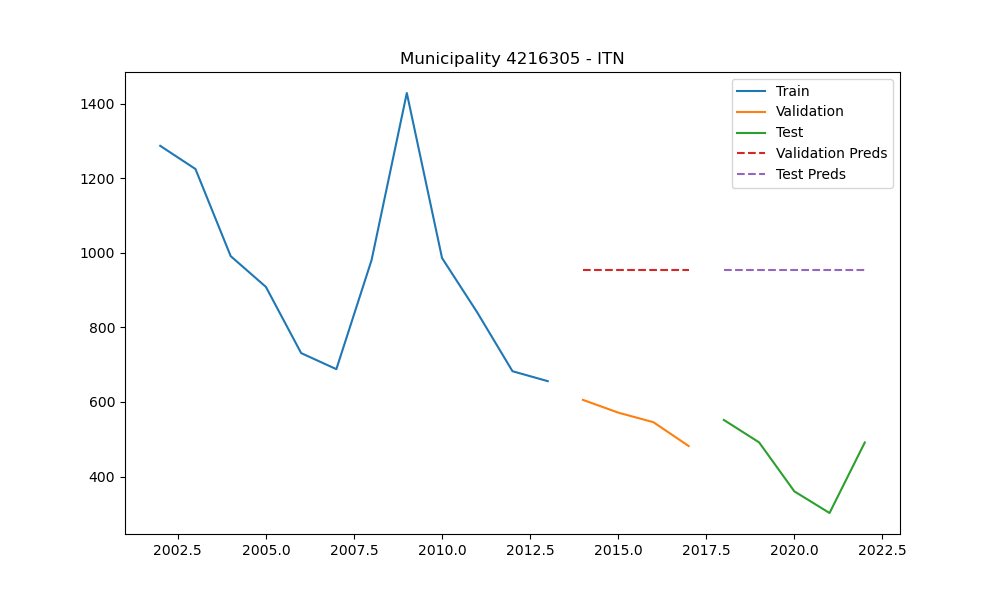 Municipality 4216305 - ITN
Train
Validation
Test
Validation Preds
Test Preds
1400
1200
1000
800
600
400
2002.5 2005.0 2007.5 2010.0 2012.5 2015.0 2017.5 2020.0 2022.5